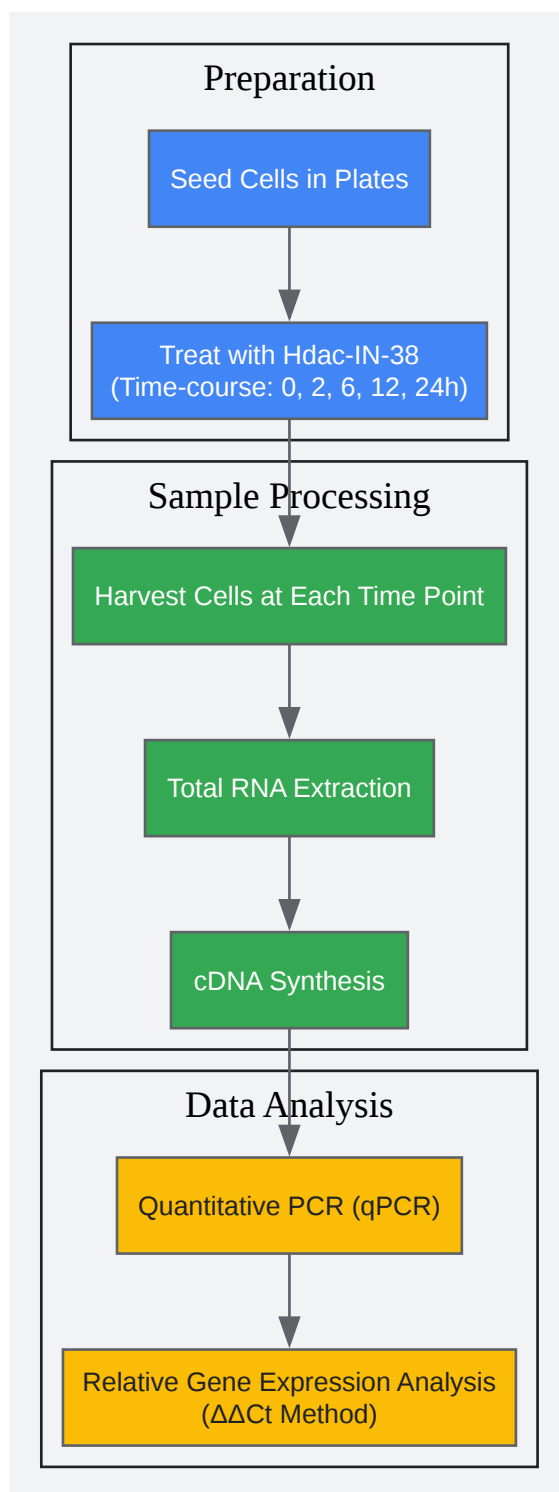 Preparation
Seed Cells in Plates
Treat with Hdac-IN-38
(Time-course: 0, 2, 6, 12, 24h)
Sample Processing
Harvest Cells at Each Time Point
Total RNA Extraction
cDNA Synthesis
Data Analysis
Quantitative PCR (qPCR)
Relative Gene Expression Analysis
(ΔΔCt Method)